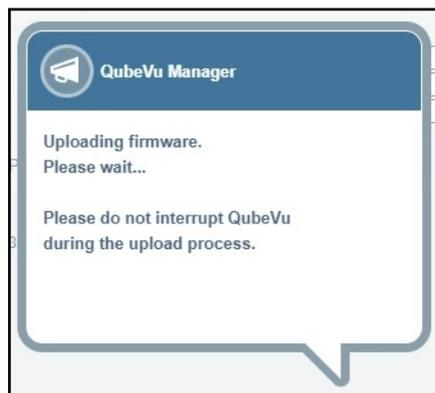 QubeVu Manager
Uploading firmware.
Please wait...
Please do not interrupt QubeVu
during the upload process.